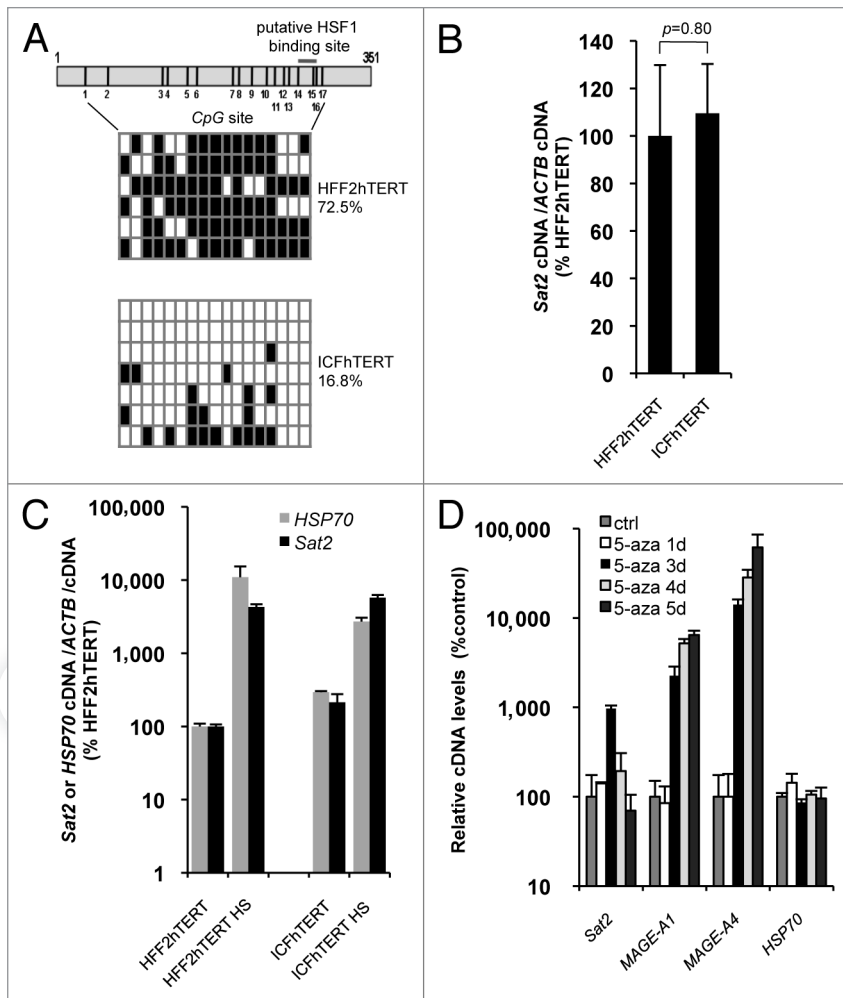 A
putative HSF1
binding site
1 351
1 2 3 4 5 6 7 8 9 10 12 14 15 17
11 13 16
CpG site
HFF2hTERT
72.5%
ICFhTERT
16.8%
B
p=0.80
Sat2 cDNA /ACTB cDNA
(% HFF2hTERT)
140
120
100
80
60
40
20
0
HFF2hTERT
ICFhTERT
C
Sat2 or HSP70 cDNA /ACTB /cDNA
(% HFF2hTERT)
100,000
10,000
1,000
100
10
1
HSP70
Sat2
HFF2hTERT
HFF2hTERT HS
ICFhTERT
ICFhTERT HS
D
Relative cDNA levels (%control)
100,000
10,000
1,000
100
10
ctrl
5-aza 1d
5-aza 3d
5-aza 4d
5-aza 5d
Sat2
MAGE-A1
MAGE-A4
HSP70